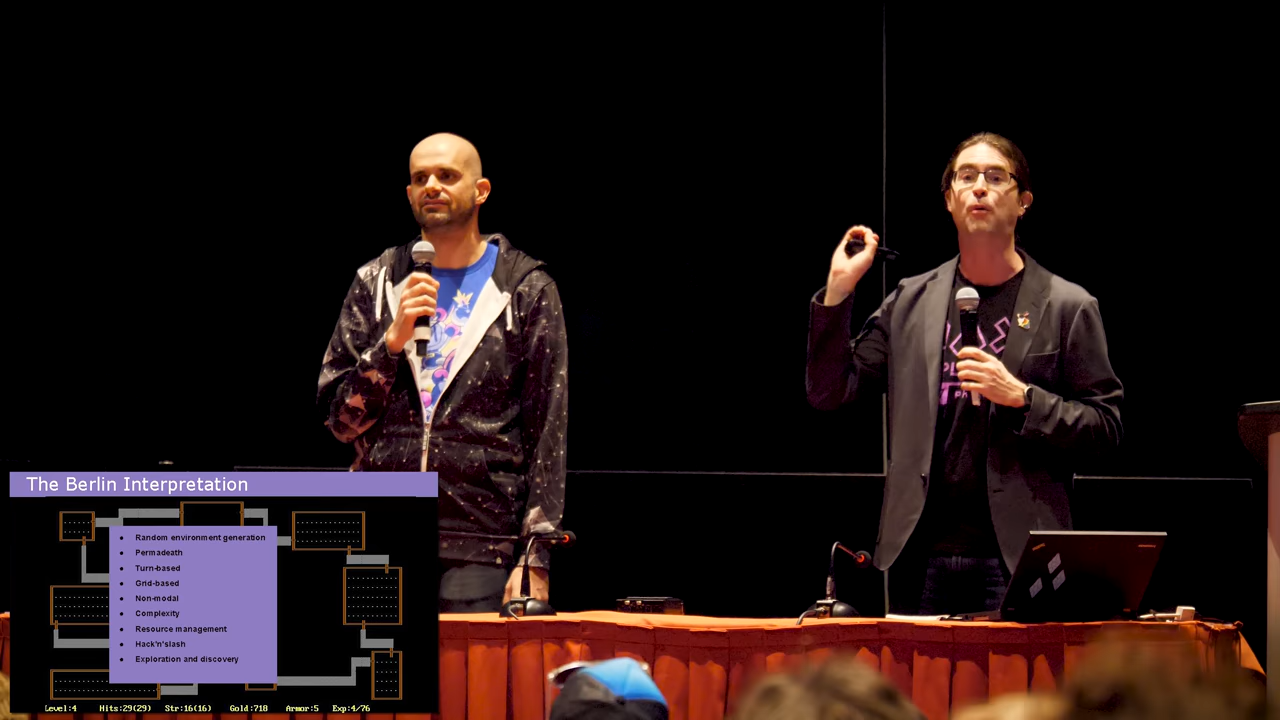 The Berlin Interpretation
• Random environment generation
• Permadeath
• Turn-based
• Grid-based
• Non-modal
• Complexity
• Resource management
• Hack'n'slash
• Exploration and discovery
Level:4 Hits:29(29) Str:16(16) Gold:718 Armor:5 Exp:4/76